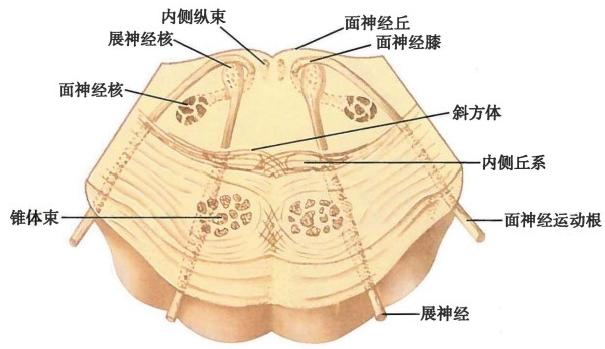 内侧纵束
面神经丘
展神经核
面神经膝
面神经核
斜方体
内侧丘系
锥体束
面神经运动根
展神经